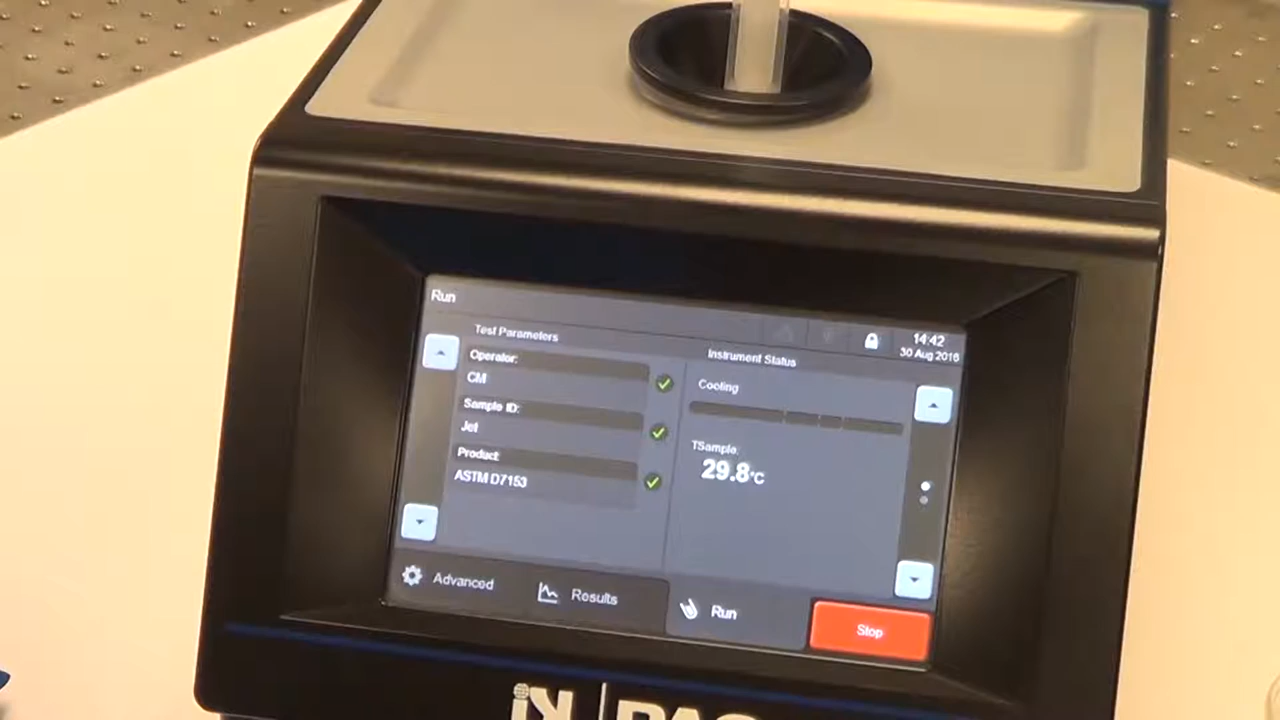 Run
14:42
30 Aug 2016
Test Parameters
Operator:
CM
Sample ID:
Jet
Product:
ASTM D7153
Instrument Status
Cooling
TSample:
29.8°C
Advanced
Results
Run
Stop